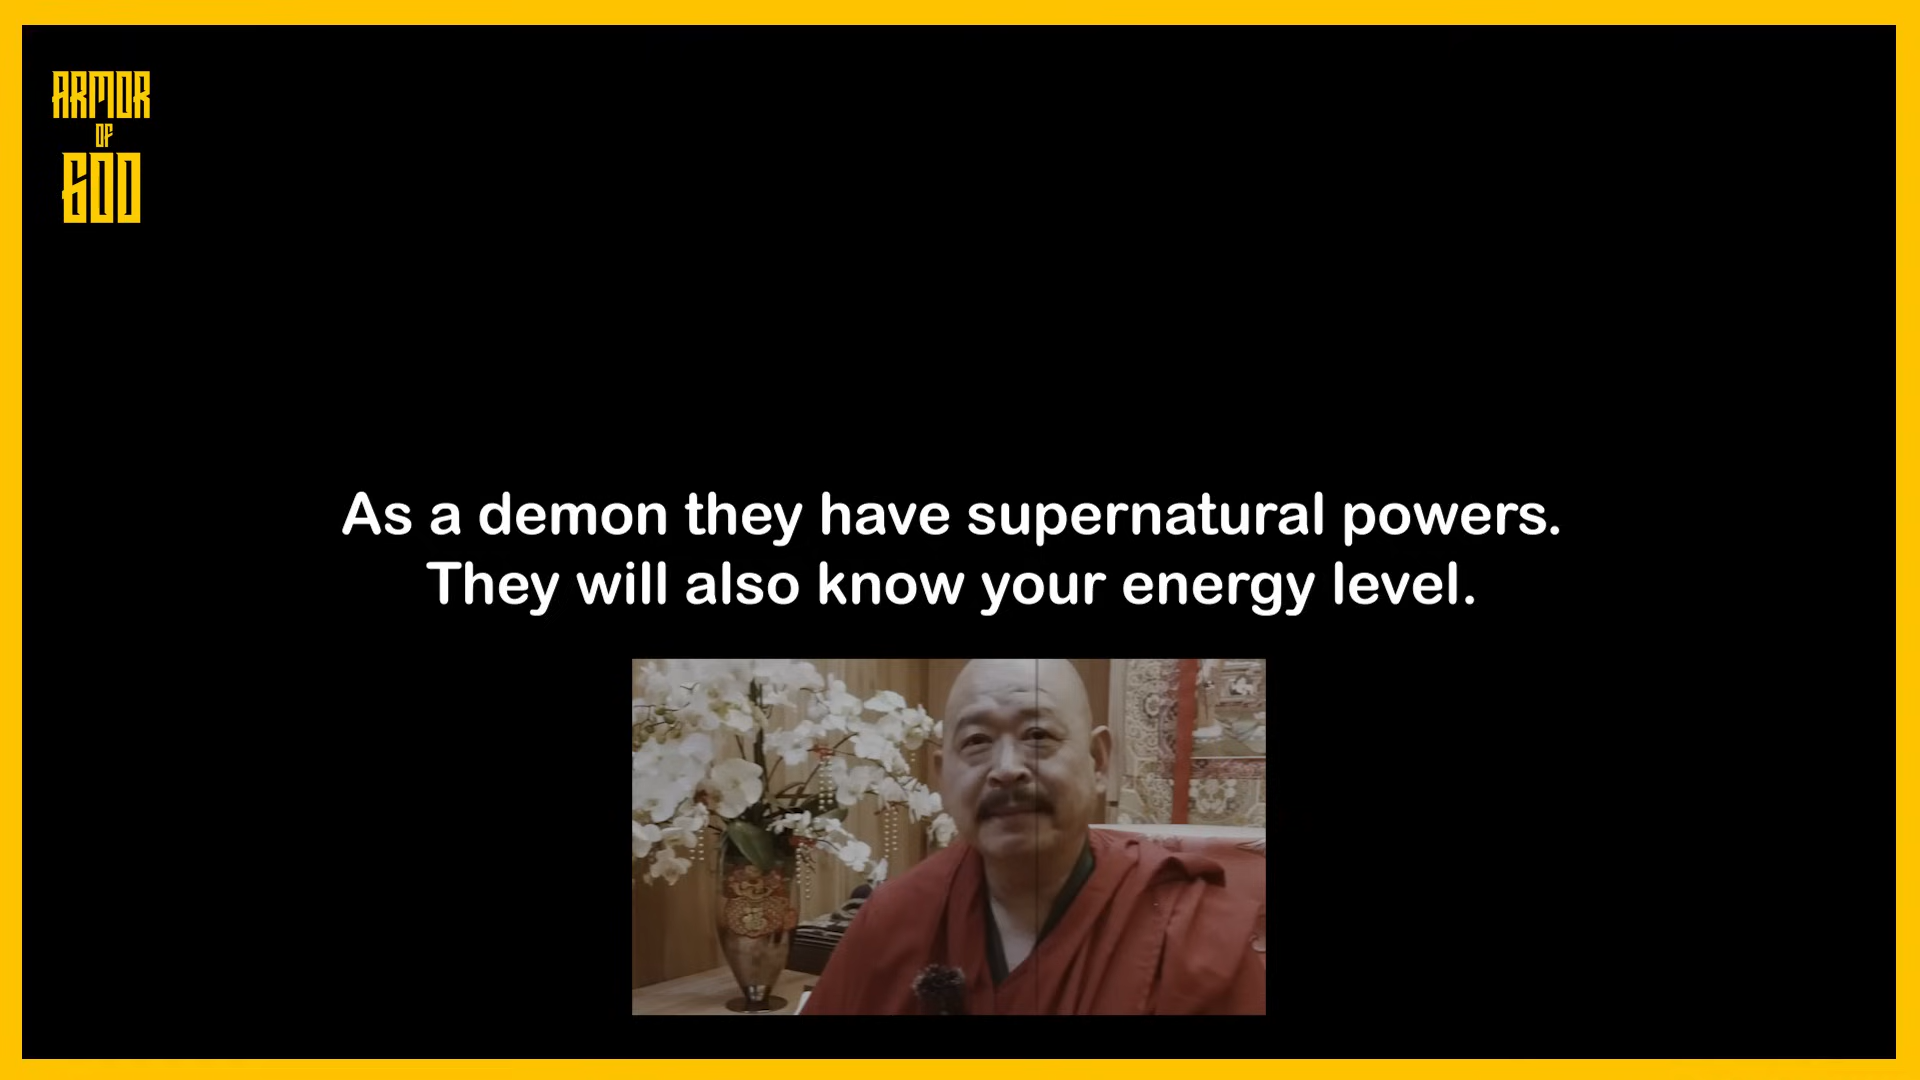 ARMOR
OF
GOD
As a demon they have supernatural powers.
They will also know your energy level.